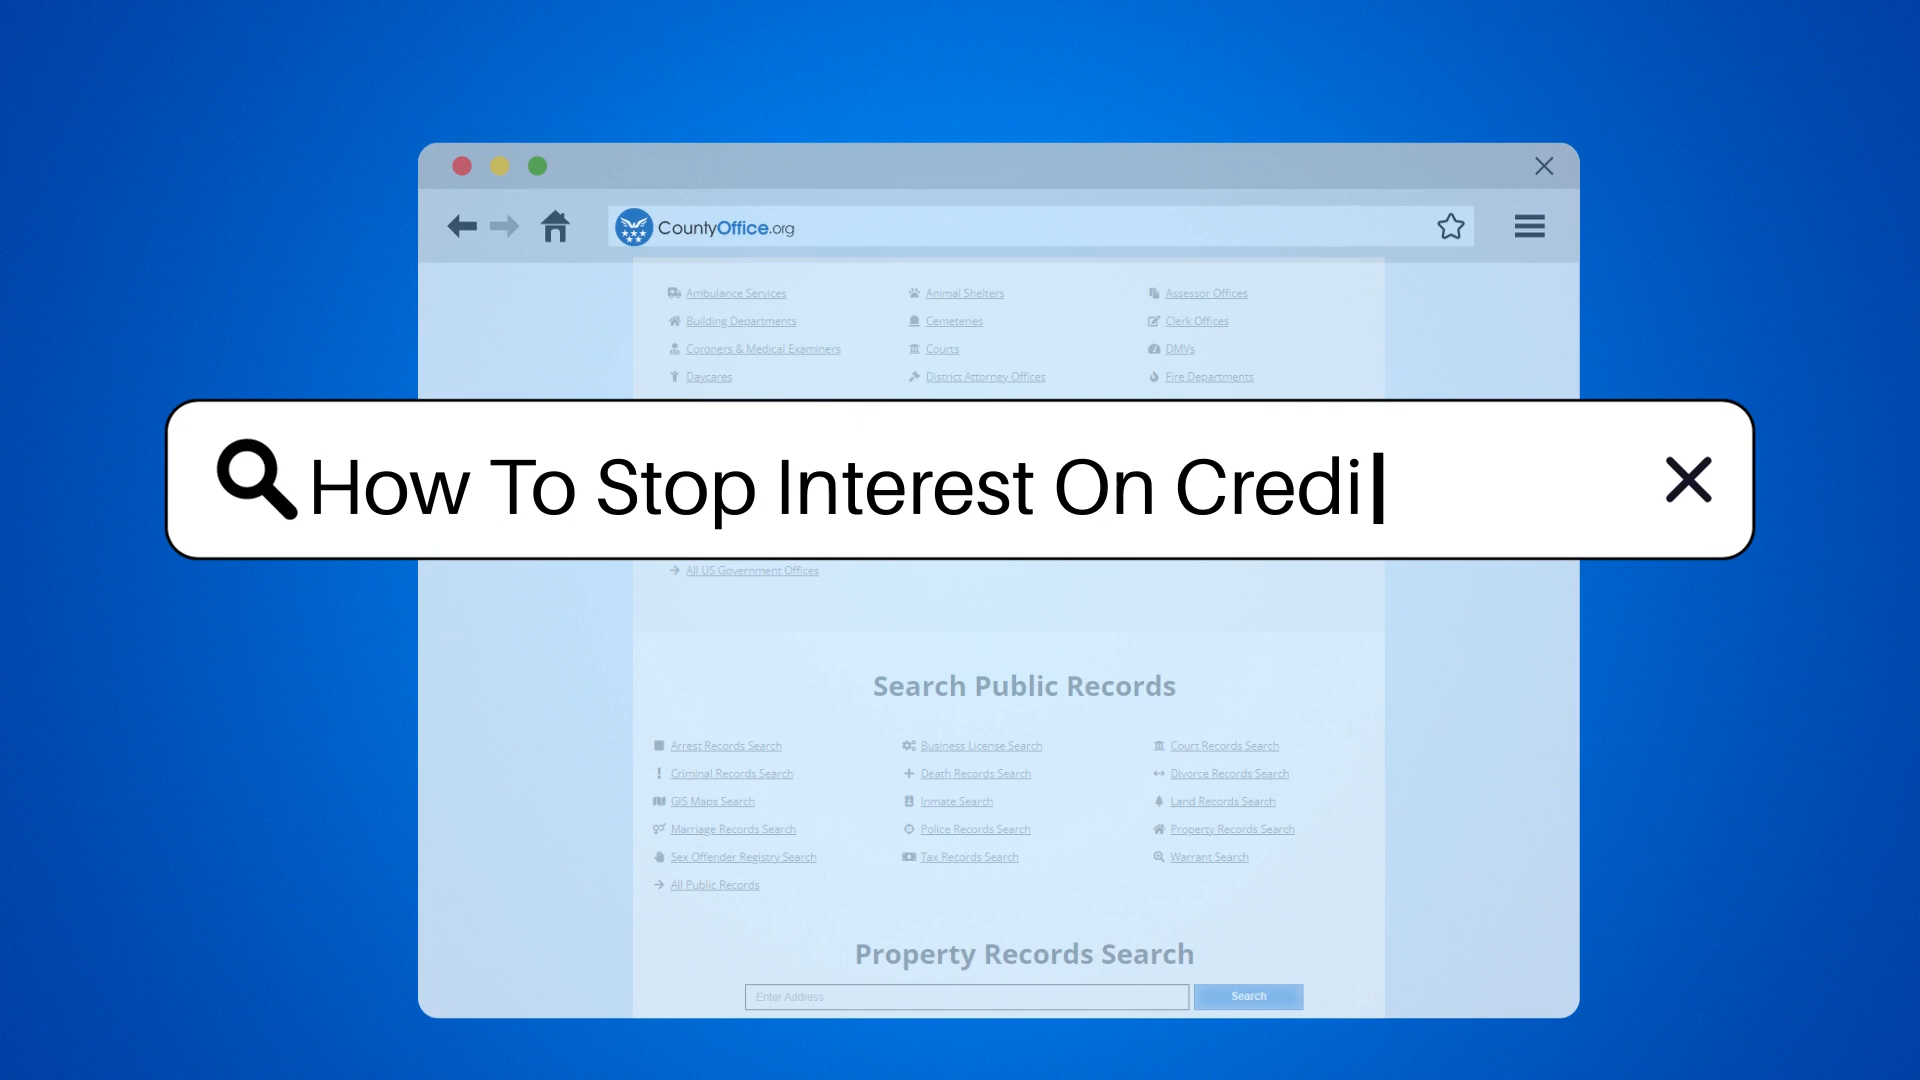 CountyOffice.org
Ambulance Services Animal Shelters Assessor Offices
Building Departments Cemeteries Clerk Offices
Coroners & Medical Examiners Courts DMVs
Daycares District Attorney Offices Fire Departments
How To Stop Interest On Credi
All US Government Offices
Search Public Records
Arrest Records Search Business License Search Court Records Search
Criminal Records Search Death Records Search Divorce Records Search
GIS Maps Search Inmate Search Land Records Search
Marriage Records Search Police Records Search Property Records Search
Sex Offender Registry Search Tax Records Search Warrant Search
All Public Records
Property Records Search
Enter Address Search